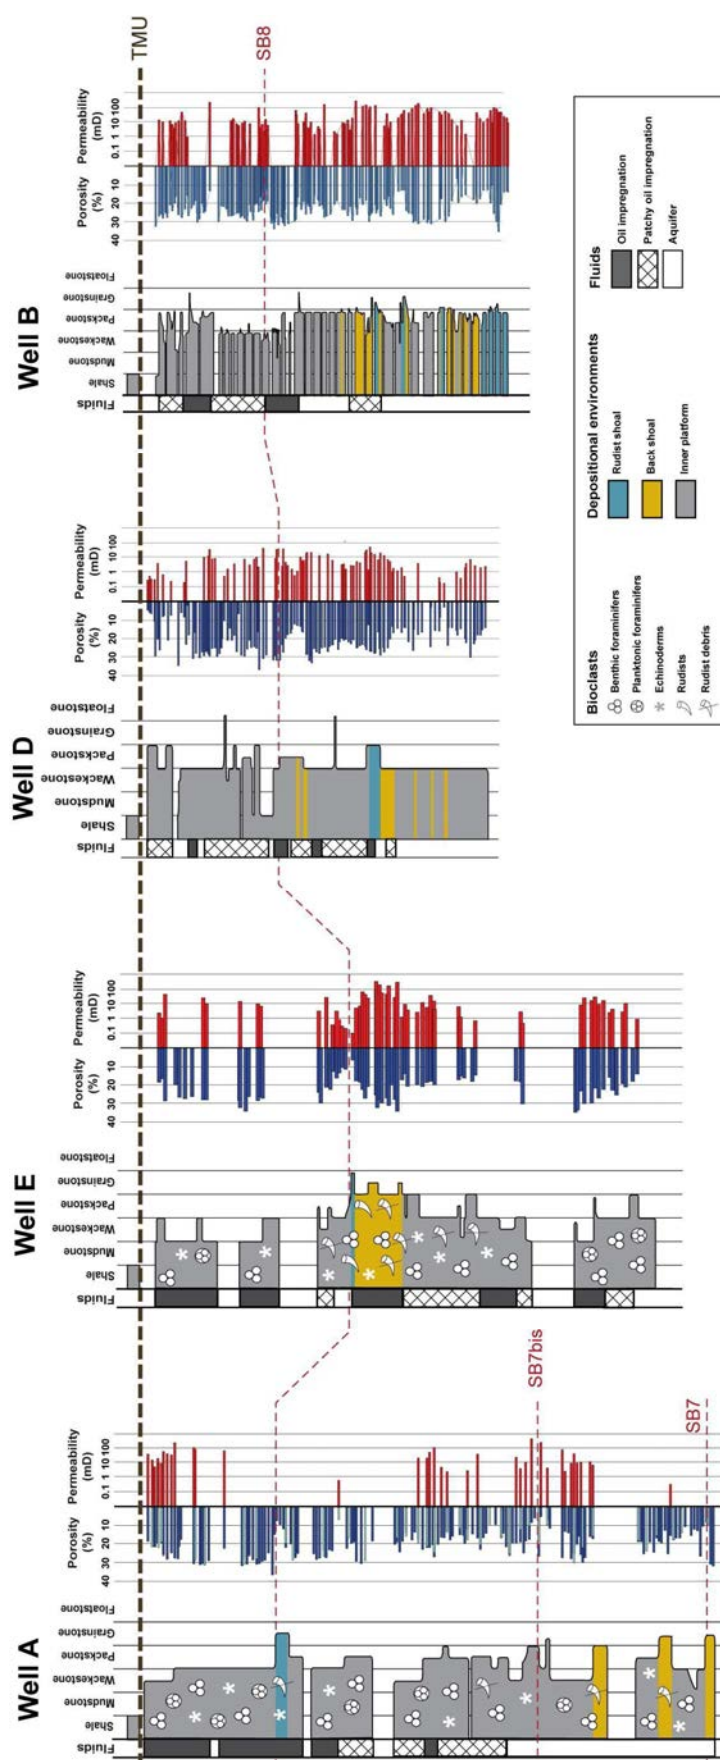 TMU
SB8
Well B
Fluids
Shale
Mudstone
Wackestone
Packstone
Grainstone
Floatstone
Porosity
(%)
40 30 20 10
Permeability
(mD)
0.1 1 10 100
Well D
Fluids
Shale
Mudstone
Wackestone
Packstone
Grainstone
Floatstone
Porosity
(%)
40 30 20 10
Permeability
(mD)
0.1 1 10 100
Well E
Fluids
Shale
Mudstone
Wackestone
Packstone
Grainstone
Floatstone
Porosity
(%)
40 30 20 10
Permeability
(mD)
0.1 1 10 100
Well A
Fluids
Shale
Mudstone
Wackestone
Packstone
Grainstone
Floatstone
Porosity
(%)
40 30 20 10
Permeability
(mD)
0.1 1 10 100
SB7bis
SB7
Bioclasts
Benthic foraminifers
Planktonic foraminifers
Echinoderms
Rudists
Rudist debris
Depositional environments
Rudist shoal
Back shoal
Inner platform
Fluids
Oil impregnation
Patchy oil impregnation
Aquifer